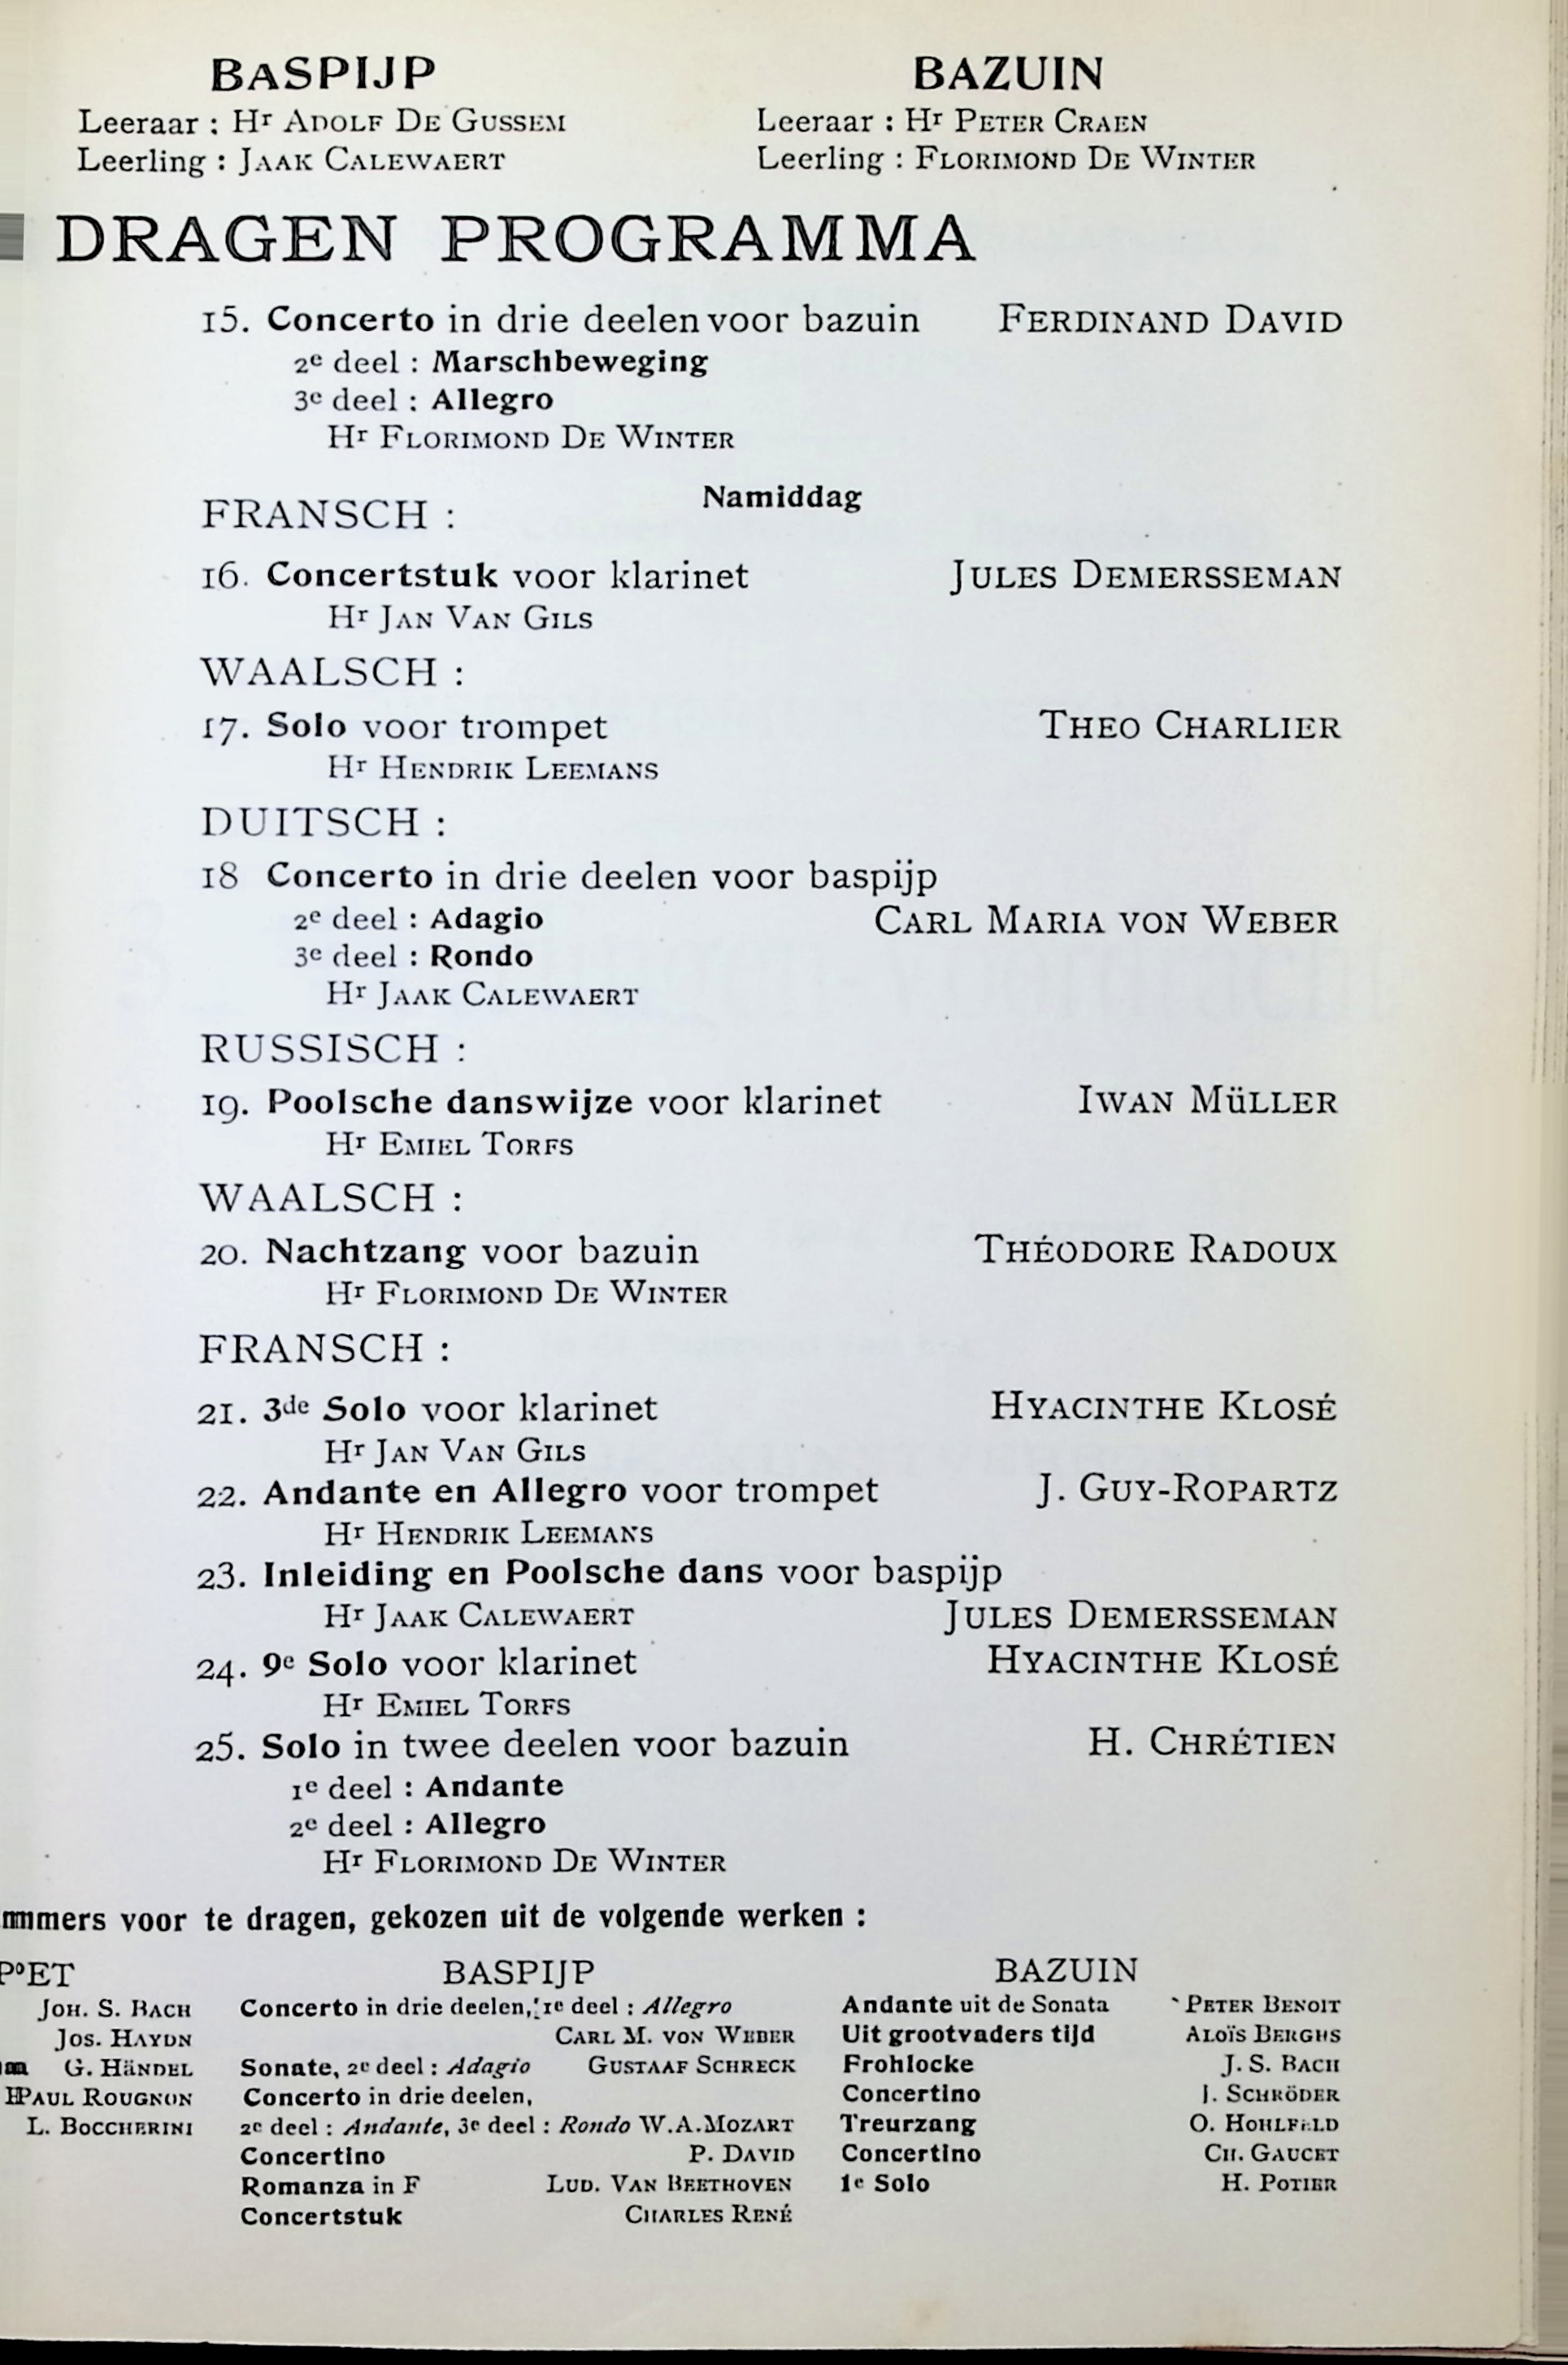 BASPIJP
Leeraar : Hr ADOLF DE GUSSEM
Leerling : JAAK CALEWAERT
BAZUIN
Leeraar : Hr PETER CRAEN
Leerling : FLORIMOND DE WINTER
DRAGEN PROGRAMMA
15. Concerto in drie deelen voor bazuin FERDINAND DAVID
2e deel : Marschbeweging
3e deel : Allegro
Hr FLORIMOND DE WINTER
Namiddag
FRANSCH :
16. Concertstuk voor klarinet JULES DEMERSSEMAN
Hr JAN VAN GILS
WAALSCH :
17. Solo voor trompet THEO CHARLIER
Hr HENDRIK LEEMANS
DUITSCH :
18 Concerto in drie deelen voor baspijp
2e deel : Adagio CARL MARIA VON WEBER
3e deel : Rondo
Hr JAAK CALEWAERT
RUSSISCH :
19. Poolsche danswijze voor klarinet IWAN MüLLER
Hr EMIEL TORFS
WAALSCH :
20. Nachtzang voor bazuin THÉODORE RADOUX
Hr FLORIMOND DE WINTER
FRANSCH :
21. 3de Solo voor klarinet HYACINTHE KLOSÉ
Hr JAN VAN GILS
22. Andante en Allegro voor trompet J. GUY-ROPARTZ
Hr HENDRIK LEEMANS
23. Inleiding en Poolsche dans voor baspijp
Hr JAAK CALEWAERT JULES DEMERSSEMAN
24. 9e Solo voor klarinet HYACINTHE KLOSÉ
Hr EMIEL TORFS
25. Solo in twee deelen voor bazuin H. CHRÉTIEN
1e deel : Andante
2e deel : Allegro
Hr FLORIMOND DE WINTER
mmers voor te dragen, gekozen uit de volgende werken :
PET
JOH. S. BACH
JOS. HAYDN
G. HäNDEL
PAUL ROUGNON
L. BOCCHERINI
BASPIJP
Concerto in drie deelen, 1e deel : Allegro
CARL M. VON WEBER
Sonate, 2e deel : Adagio GUSTAAF SCHRECK
Concerto in drie deelen,
2e deel : Andante, 3e deel : Rondo W.A.MOZART
Concertino P. DAVID
Romanza in F LUD. VAN BEETHOVEN
Concertstuk CHARLES RENÉ
BAZUIN
Andante uit de Sonata PETER BENOIT
Uit grootvaders tijd ALOïS BERGHS
Frohlocke J. S. BACH
Concertino J. SCHRÖDER
Treurzang O. HOHLFELD
Concertino CH. GAUCET
1e Solo H. POTIER